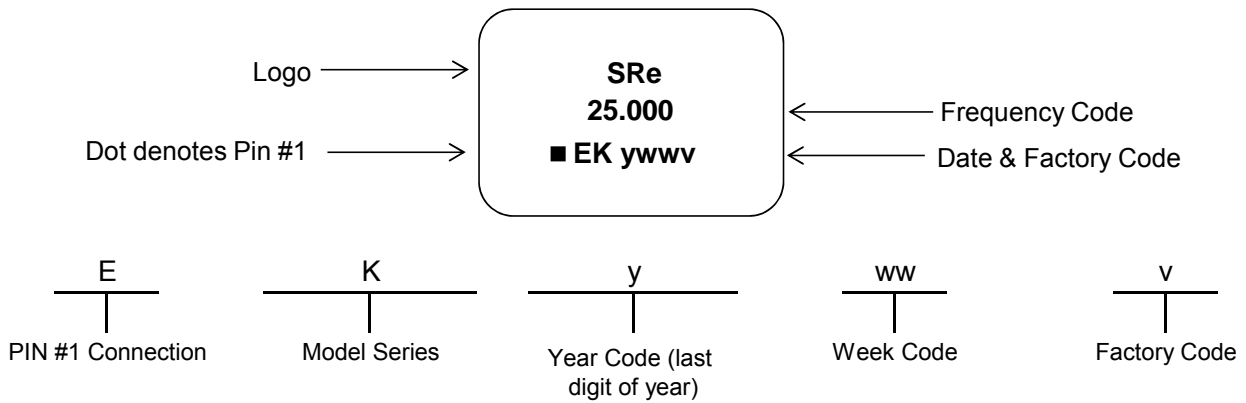 Logo
SRe
25.000
Frequency Code
Dot denotes Pin #1
■ EK ywwv
Date & Factory Code
E
K
y
ww
v
PIN #1 Connection
Model Series
Year Code (last
digit of year)
Week Code
Factory Code